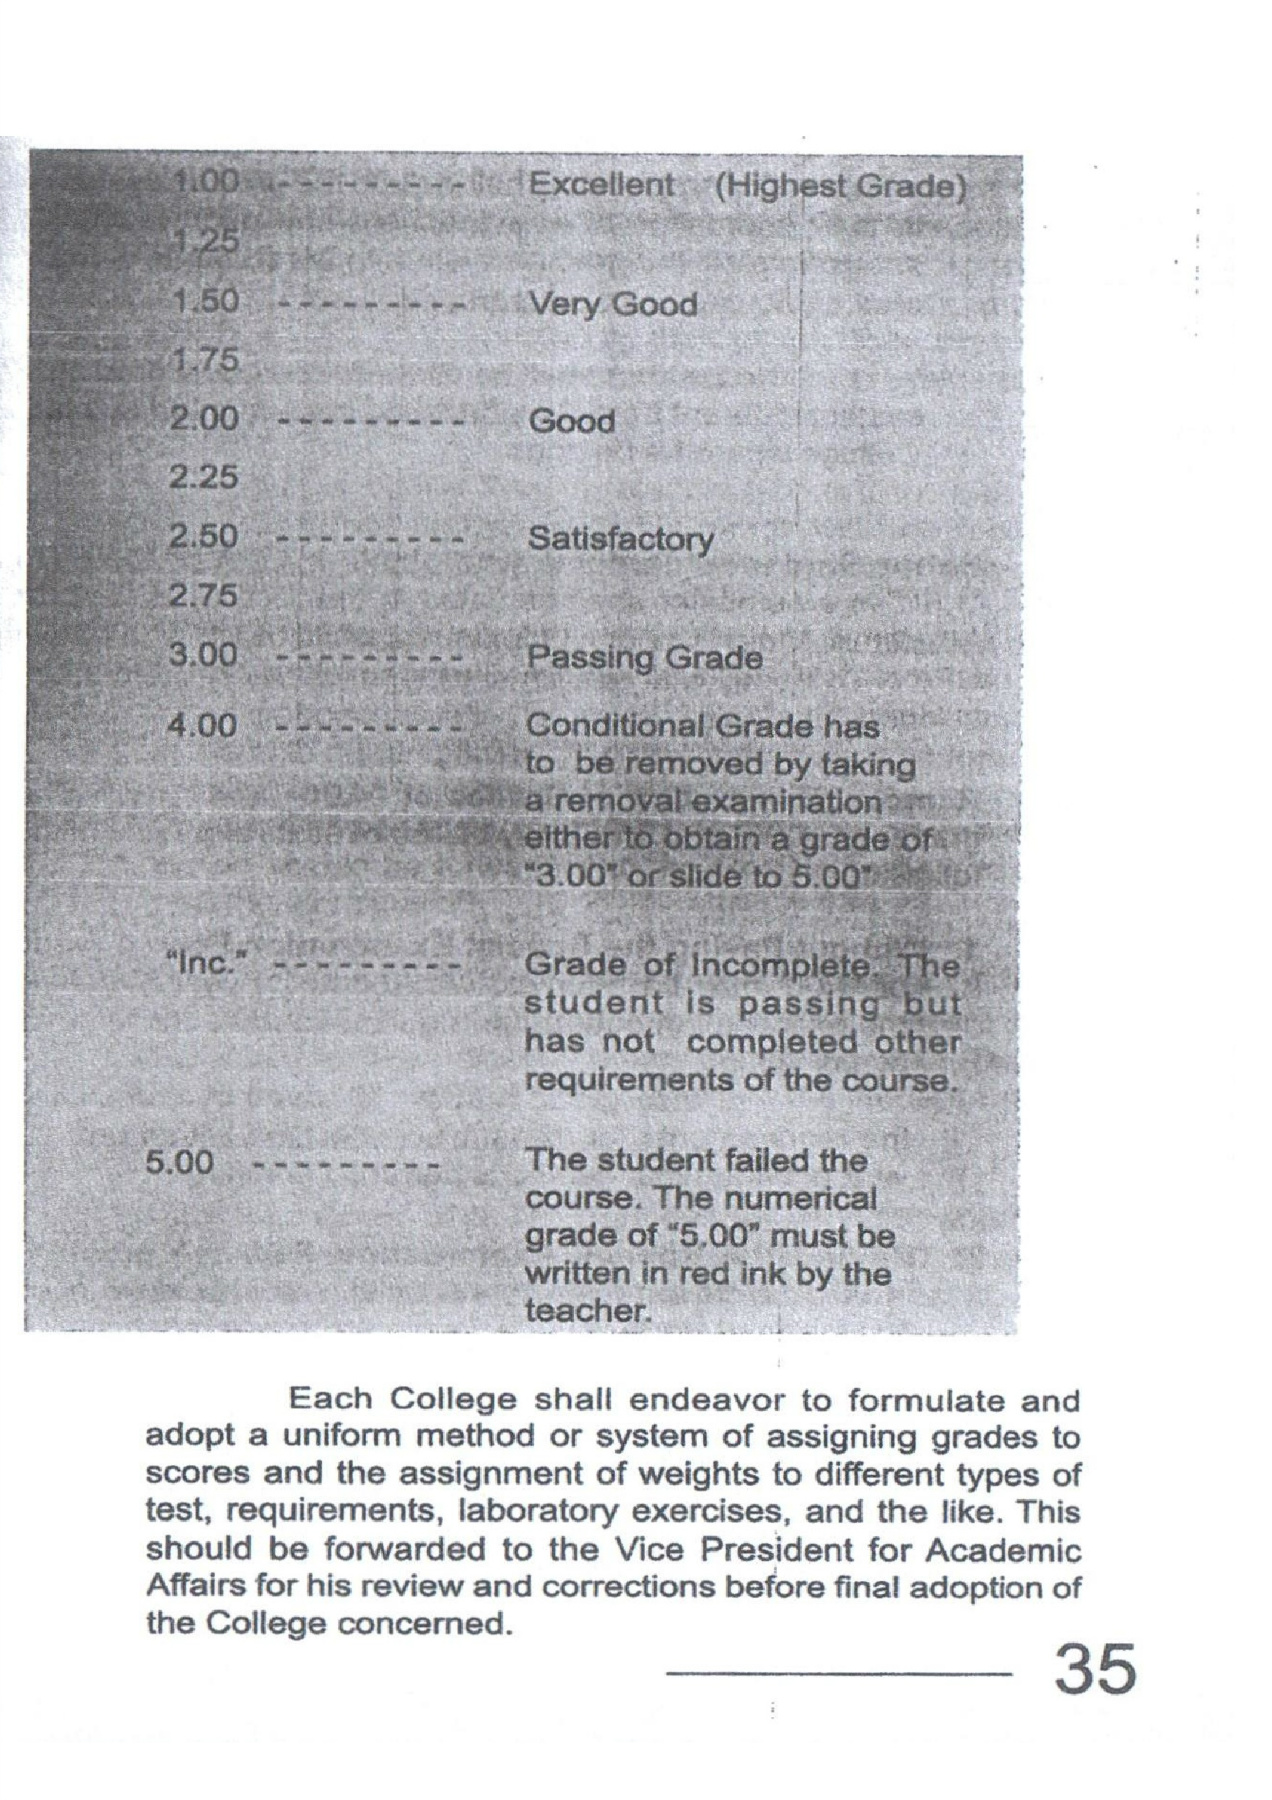 1.00 - - - - - - - - - Excellent (Highest Grade)
1.25
1.50 - - - - - - - - - Very Good
1.75
2.00 - - - - - - - - - Good
2.25
2.50 - - - - - - - - - Satisfactory
2.75
3.00 - - - - - - - - - Passing Grade
4.00 - - - - - - - - - Conditional Grade has
to be removed by taking
a removal examination
either to obtain a grade of
"3.00" or slide to 5.00"
"Inc." - - - - - - - - - Grade of Incomplete. The
student is passing but
has not completed other
requirements of the course.
5.00 - - - - - - - - - The student failed the
course. The numerical
grade of "5.00" must be
written in red ink by the
teacher.
Each College shall endeavor to formulate and
adopt a uniform method or system of assigning grades to
scores and the assignment of weights to different types of
test, requirements, laboratory exercises, and the like. This
should be forwarded to the Vice President for Academic
Affairs for his review and corrections before final adoption of
the College concerned.
35